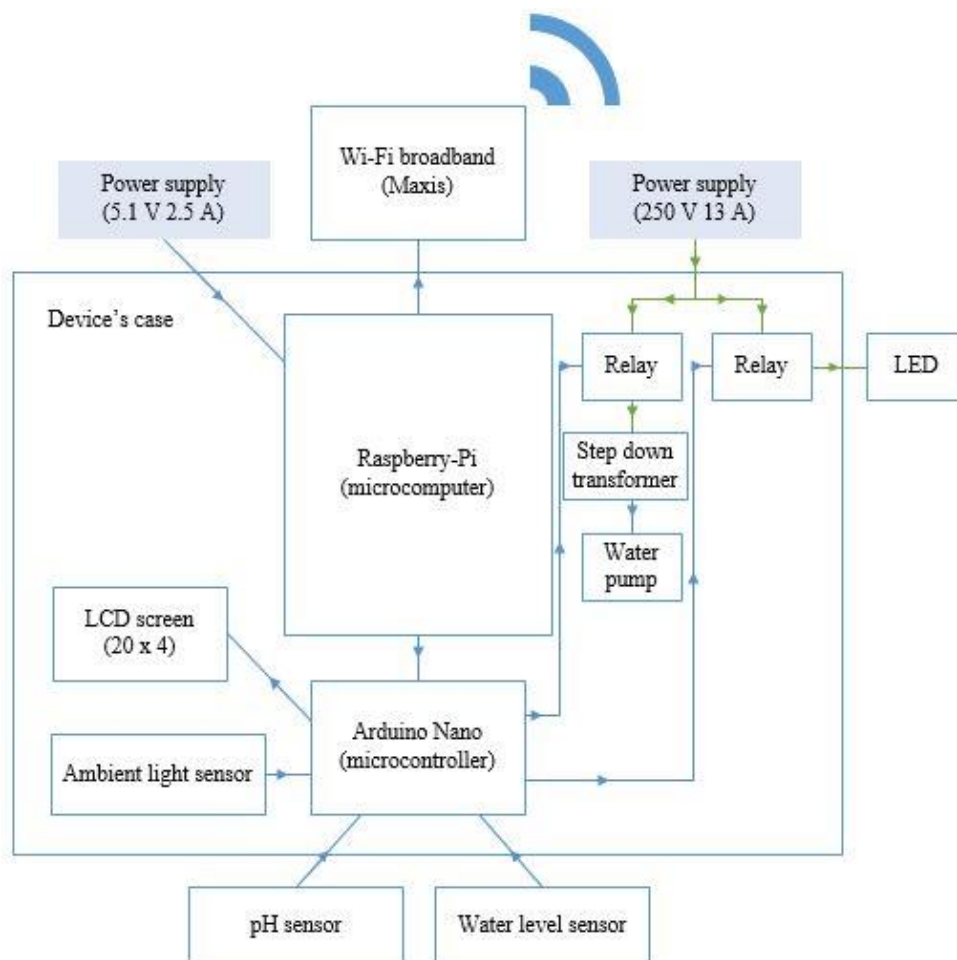 Wi-Fi broadband
(Maxis)
Power supply
(5.1 V 2.5 A)
Power supply
(250 V 13 A)
Device’s case
Relay
Relay
LED
Raspberry-Pi
(microcomputer)
Step down
transformer
Water
pump
LCD screen
(20 x 4)
Arduino Nano
(microcontroller)
Ambient light sensor
pH sensor
Water level sensor